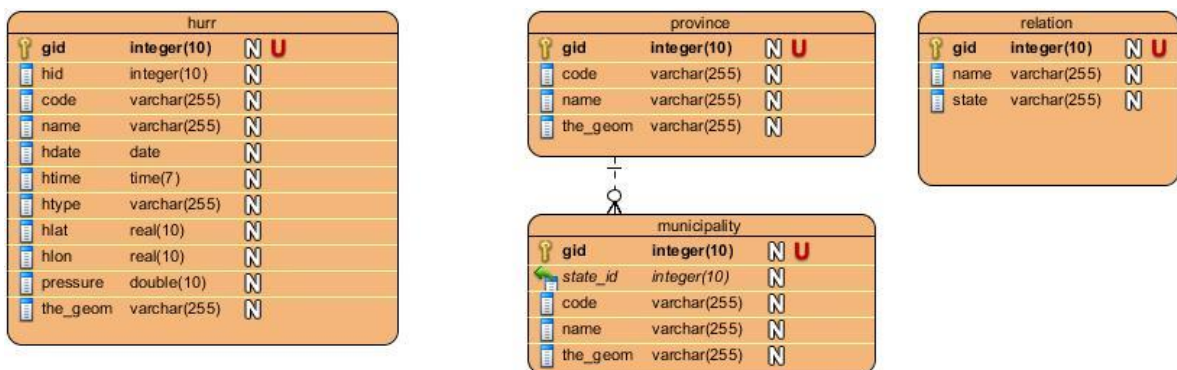 hurr
gid integer(10) N U
hid integer(10) N
code varchar(255) N
name varchar(255) N
hdate date N
htime time(7) N
htype varchar(255) N
hlat real(10) N
hlon real(10) N
pressure double(10) N
the_geom varchar(255) N
province
gid integer(10) N U
code varchar(255) N
name varchar(255) N
the_geom varchar(255) N
municipality
gid integer(10) N U
state_id integer(10) N
code varchar(255) N
name varchar(255) N
the_geom varchar(255) N
relation
gid integer(10) N U
name varchar(255) N
state varchar(255) N